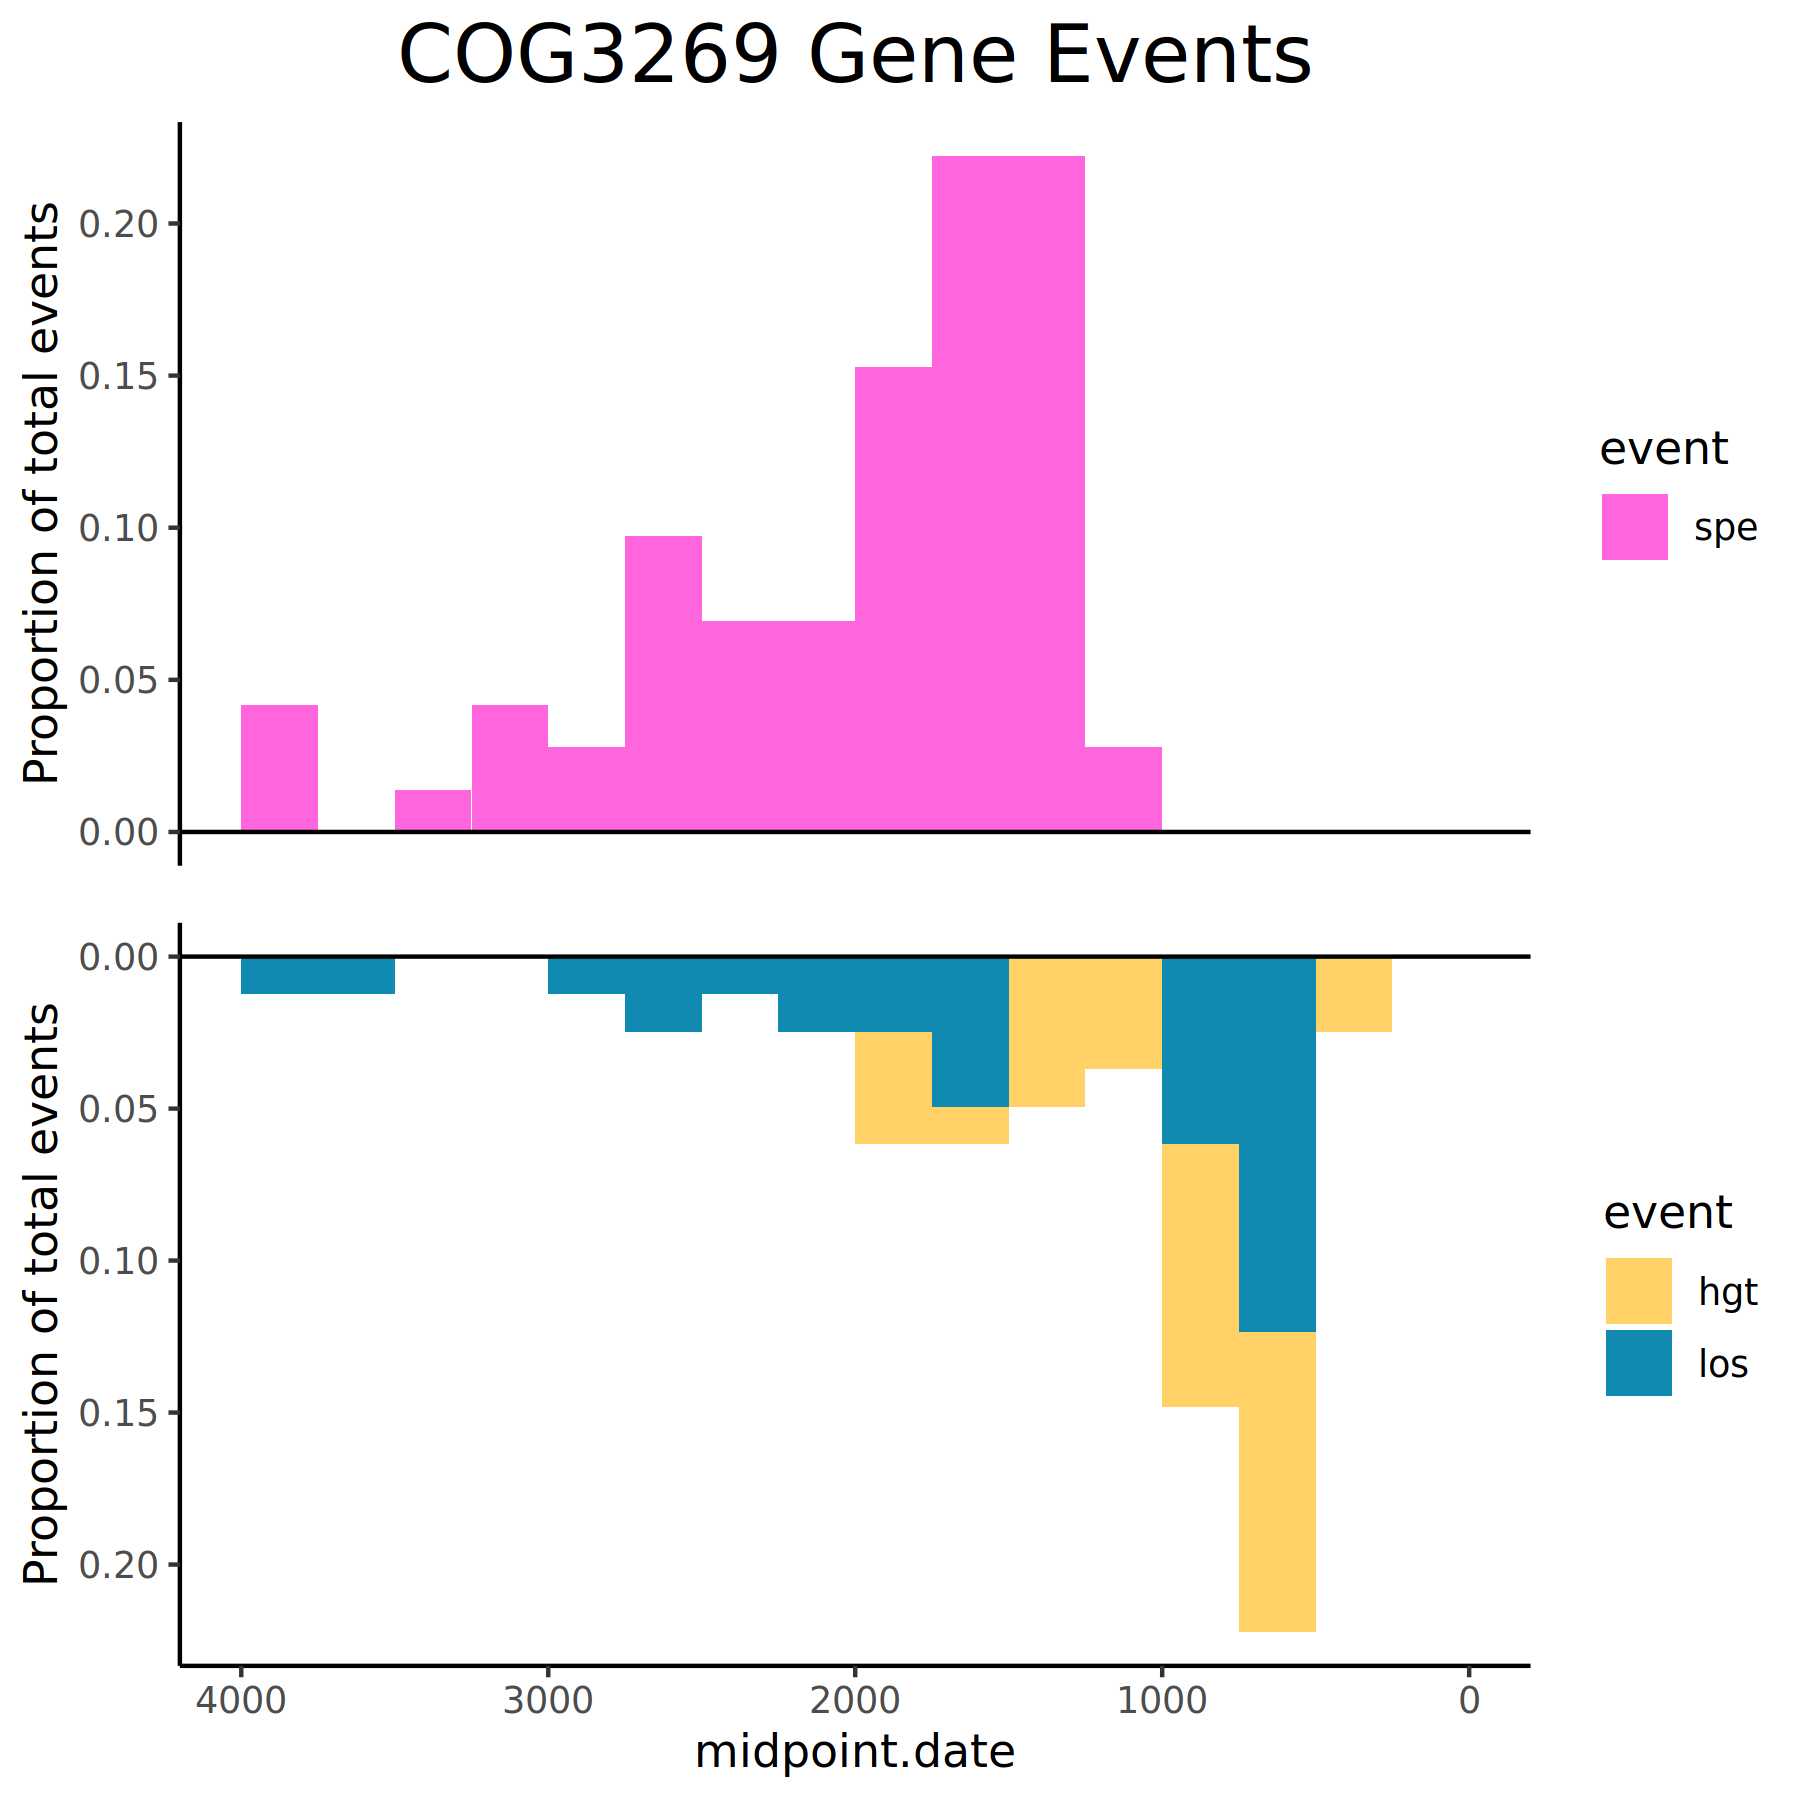 COG3269 Gene Events
Proportion of total events
0.20
0.15
0.10
0.05
0.00
event
spe
Proportion of total events
0.00
0.05
0.10
0.15
0.20
event
hgt
los
4000 3000 2000 1000 0
midpoint.date